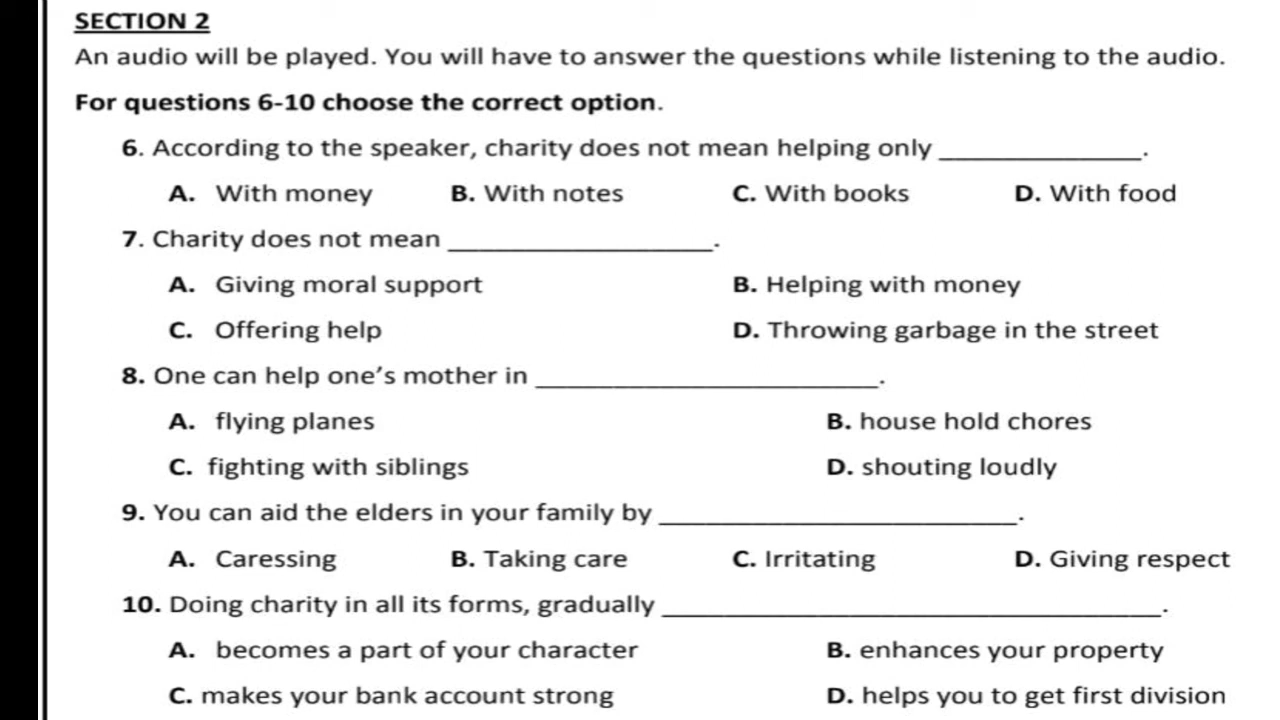 SECTION 2
An audio will be played. You will have to answer the questions while listening to the audio.
For questions 6-10 choose the correct option.
6. According to the speaker, charity does not mean helping only _______________.
A. With money B. With notes C. With books D. With food
7. Charity does not mean ____________________.
A. Giving moral support B. Helping with money
C. Offering help D. Throwing garbage in the street
8. One can help one’s mother in __________________________.
A. flying planes B. house hold chores
C. fighting with siblings D. shouting loudly
9. You can aid the elders in your family by ___________________________.
A. Caressing B. Taking care C. Irritating D. Giving respect
10. Doing charity in all its forms, gradually ______________________________________.
A. becomes a part of your character B. enhances your property
C. makes your bank account strong D. helps you to get first division